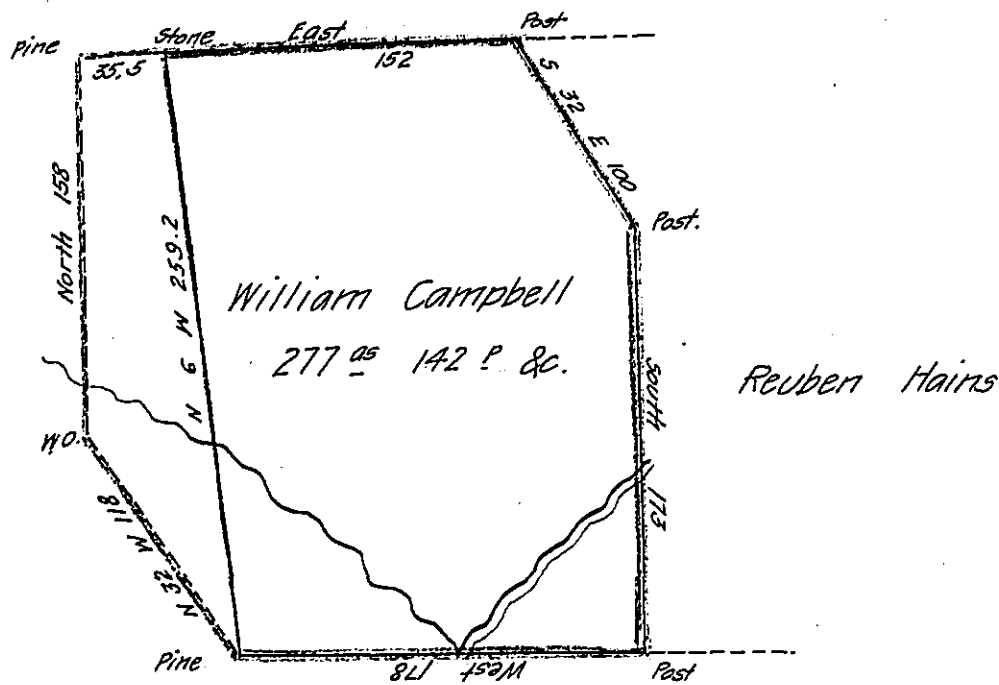 Post
Pine
Stone
East
35.5
152
S 32 E 100
North 158
Post.
N 6 W 259.2
William Campbell
277 as 142 P &c.
South 173
Reuben Hains
W.O.
N 32 W 118
Pine
West 178
Post